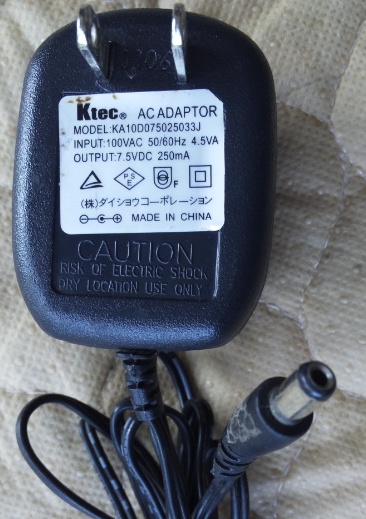 Ktec® AC ADAPTOR
MODEL:KA10D075025033J
INPUT:100VAC 50/60Hz 4.5VA
OUTPUT:7.5VDC 250mA
PSE F
(株)ダイショウコーポレーション
MADE IN CHINA
CAUTION
RISK OF ELECTRIC SHOCK
DRY LOCATION USE ONLY